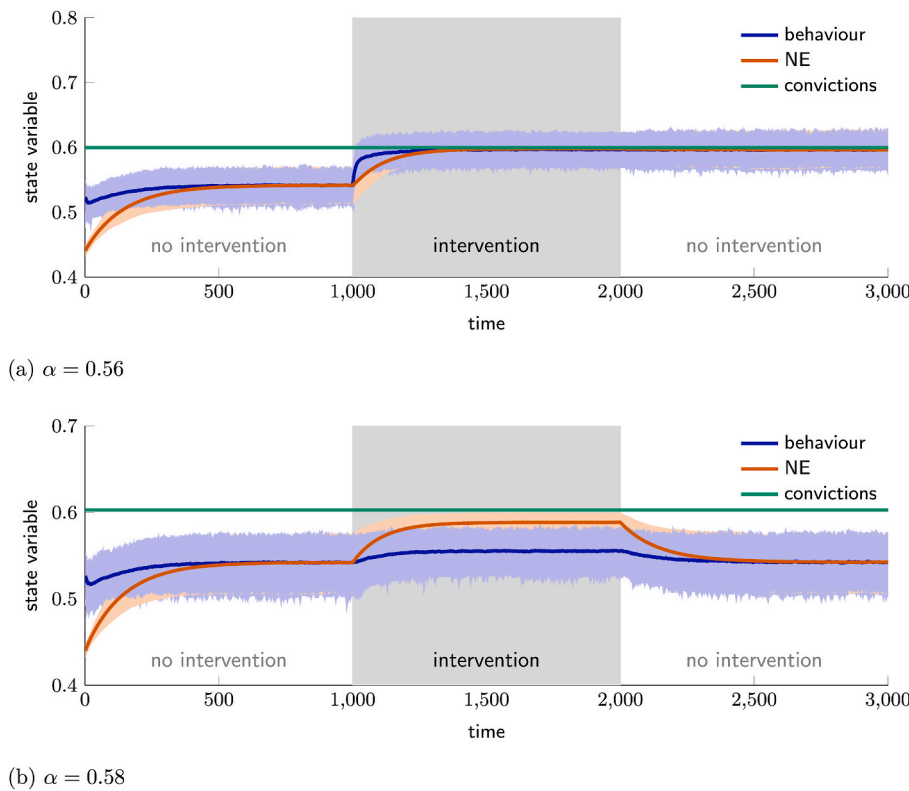 0.8
0.7
0.6
0.5
0.4
state variable
behaviour
NE
convictions
no intervention
intervention
no intervention
0 500 1,000 1,500 2,000 2,500 3,000
time
(a) α = 0.56
0.7
0.6
0.5
0.4
state variable
behaviour
NE
convictions
no intervention
intervention
no intervention
0 500 1,000 1,500 2,000 2,500 3,000
time
(b) α = 0.58